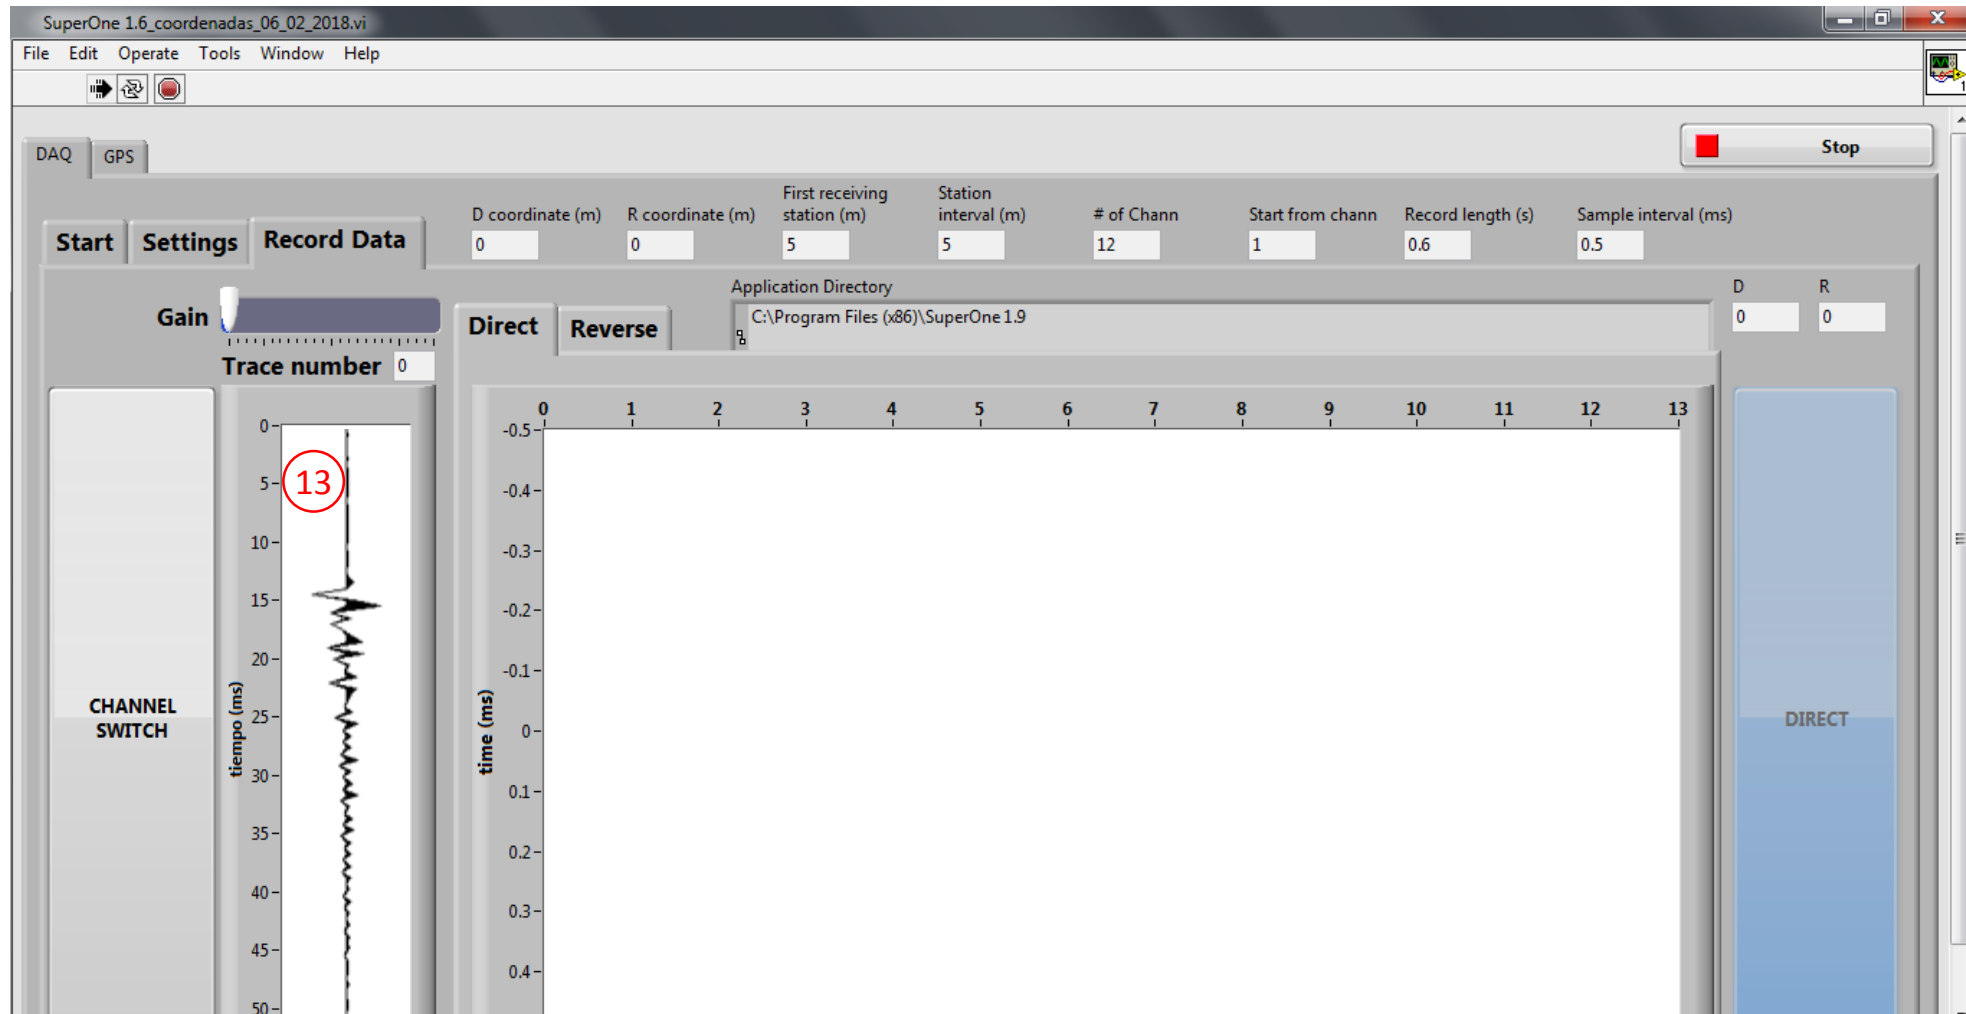 SuperOne 1.6_coordenadas_06_02_2018.vi
File Edit Operate Tools Window Help
1
DAQ GPS
Stop
Start Settings Record Data
D coordinate (m) R coordinate (m) First receiving station (m) Station interval (m) # of Chann Start from chann Record length (s) Sample interval (ms)
0 0 5 5 12 1 0.6 0.5
Gain
Trace number 0
Direct Reverse
Application Directory
C:\Program Files (x86)\SuperOne 1.9
D R
0 0
CHANNEL
SWITCH
tiempo (ms)
0
5
10
15
20
25
30
35
40
45
50
13
0 1 2 3 4 5 6 7 8 9 10 11 12 13
time (ms)
-0.5
-0.4
-0.3
-0.2
-0.1
0
0.1
0.2
0.3
0.4
DIRECT